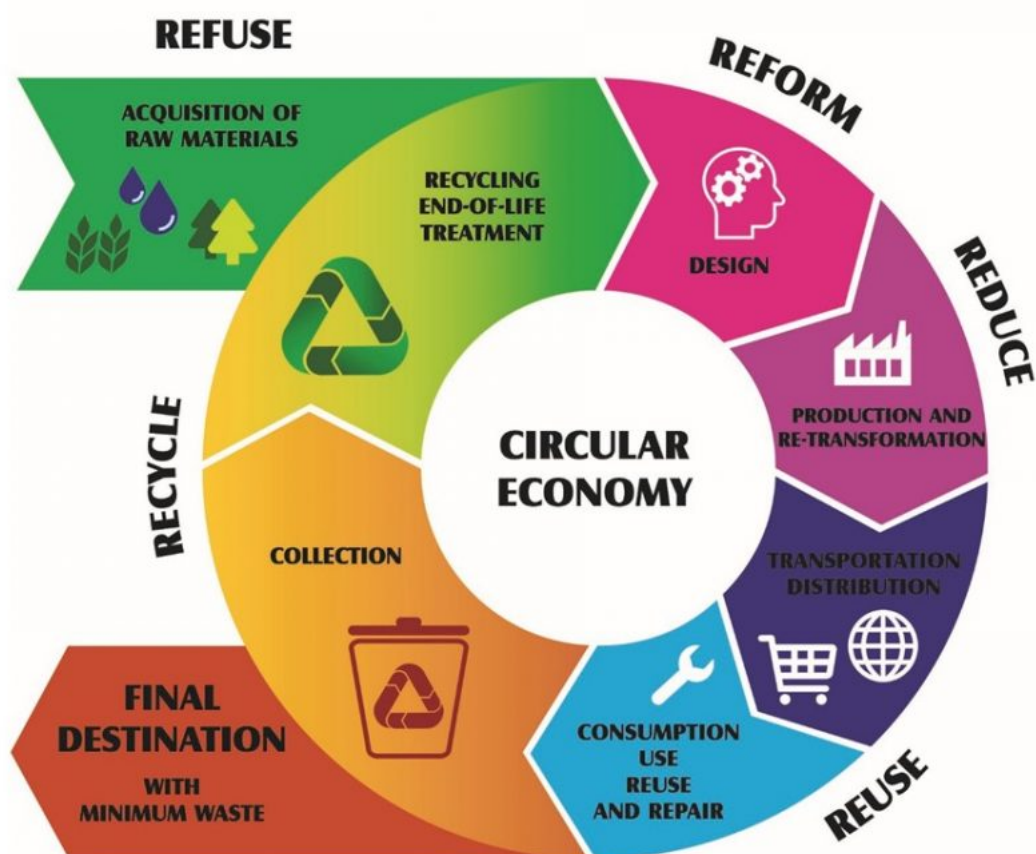 REFUSE
ACQUISITION OF
RAW MATERIALS
RECYCLING
END-OF-LIFE
TREATMENT
REFORM
DESIGN
REDUCE
PRODUCTION AND
RE-TRANSFORMATION
TRANSPORTATION
DISTRIBUTION
REUSE
CONSUMPTION
USE
REUSE
AND REPAIR
COLLECTION
RECYCLE
FINAL
DESTINATION
WITH
MINIMUM WASTE
CIRCULAR
ECONOMY